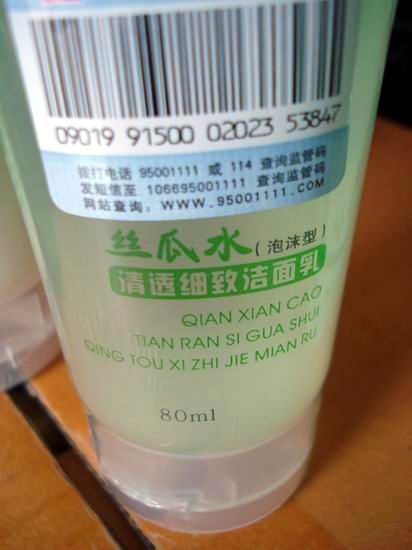 09019 91500 02023 53847
拨打电话 95001111 或 114 查询监管码
发短信至 106695001111 查询监管码
网站查询：WWW.95001111.COM
丝瓜水(泡沫型)
清透细致洁面乳
QIAN XIAN CAO
TIAN RAN SI GUA SHUI
QING TOU XI ZHI JIE MIAN RU
80ml